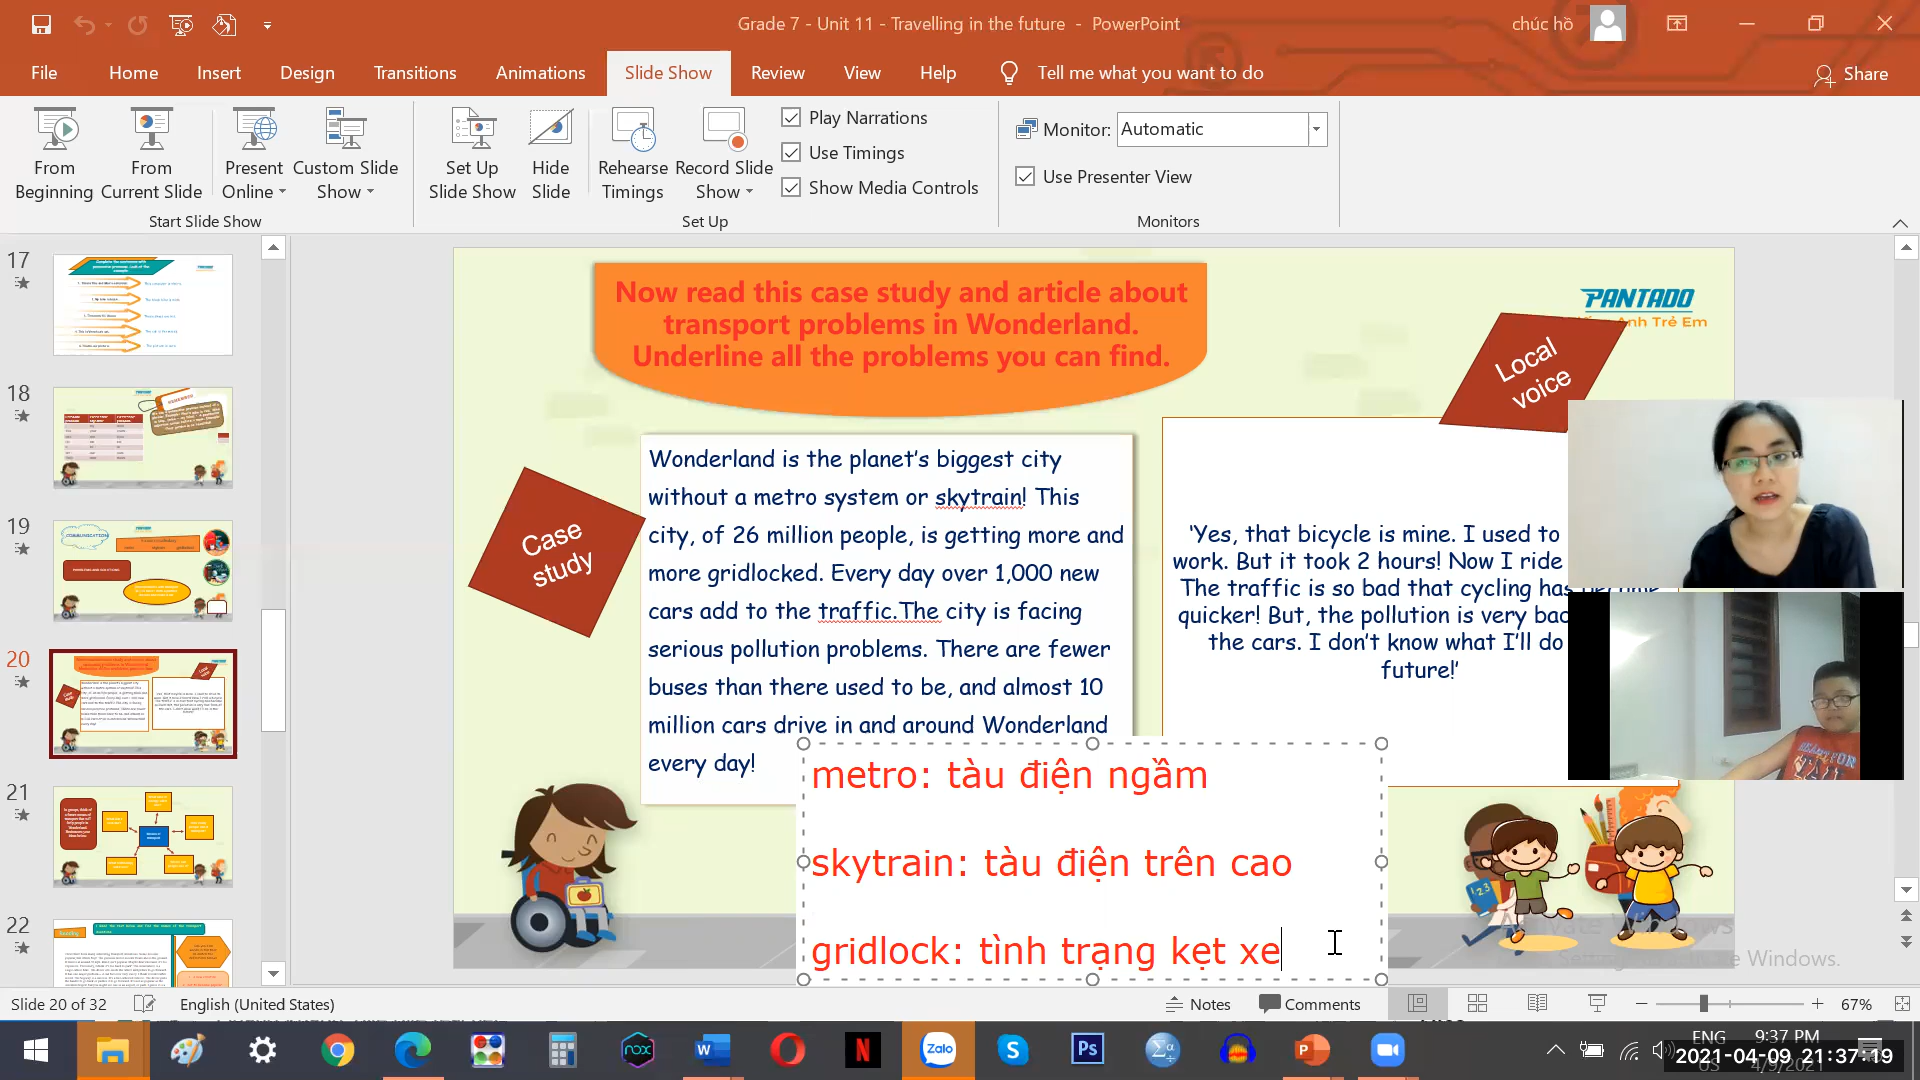 Grade 7 - Unit 11 - Travelling in the future - PowerPoint
chúc hồ
File Home Insert Design Transitions Animations Slide Show Review View Help Tell me what you want to do
Share
From Beginning
From Current Slide
Present Online
Custom Slide Show
Set Up Slide Show
Hide Slide
Rehearse Timings
Record Slide Show
Play Narrations
Use Timings
Show Media Controls
Monitor: Automatic
Use Presenter View
Start Slide Show
Set Up
Monitors
17
18
19
20
21
22
Now read this case study and article about
transport problems in Wonderland.
Underline all the problems you can find.
PANTADO
Anh Trẻ Em
Local
voice
Case
study
Wonderland is the planet's biggest city
without a metro system or skytrain! This
city, of 26 million people, is getting more and
more gridlocked. Every day over 1,000 new
cars add to the traffic.The city is facing
serious pollution problems. There are fewer
buses than there used to be, and almost 10
million cars drive in and around Wonderland
every day!
'Yes, that bicycle is mine. I used to
work. But it took 2 hours! Now I ride
The traffic is so bad that cycling has become
quicker! But, the pollution is very bad
the cars. I don't know what I'll do
future!'
metro: tàu điện ngầm
skytrain: tàu điện trên cao
gridlock: tình trạng kẹt xe
Activate Windows
Slide 20 of 32
English (United States)
Notes
Comments
67%
Zalo
ENG
9:37 PM
2021-04-09 21:37:19